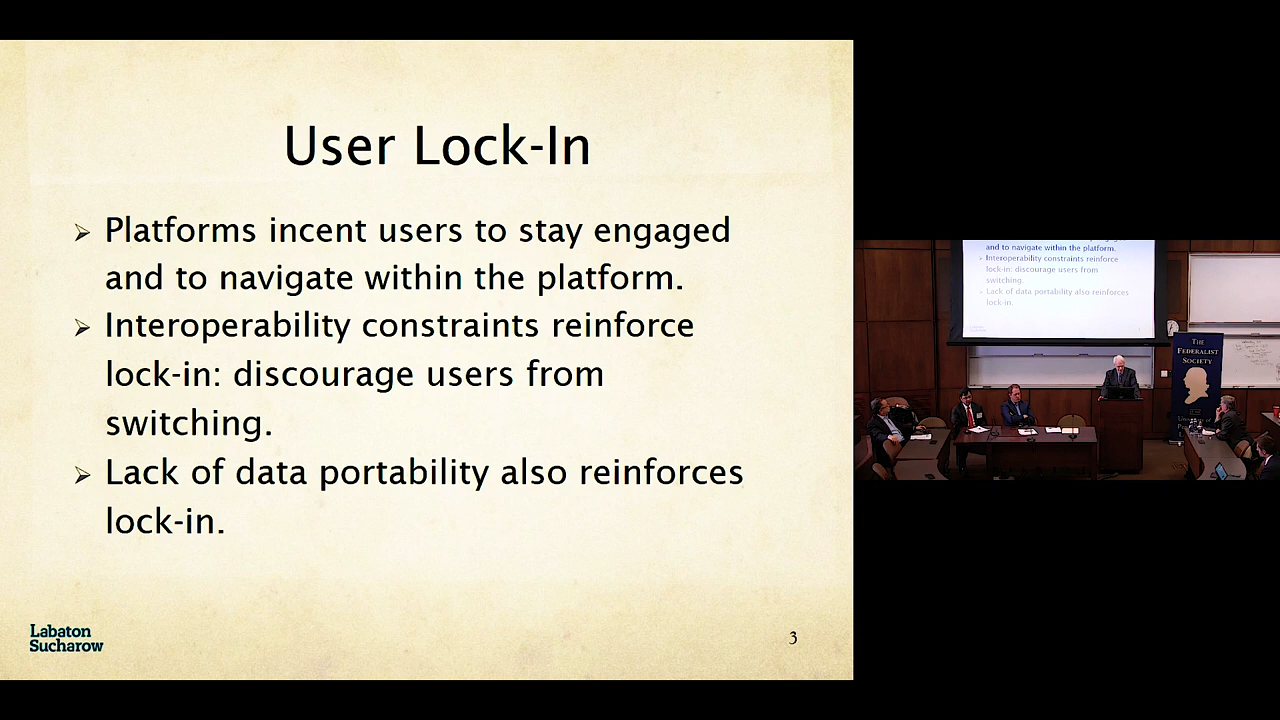 User Lock-In
➢ Platforms incent users to stay engaged
and to navigate within the platform.
➢ Interoperability constraints reinforce
lock-in: discourage users from
switching.
➢ Lack of data portability also reinforces
lock-in.
Labaton
Sucharow
3
and to navigate within the platform.
Interoperability constraints reinforce
lock-in: discourage users from
switching.
Lack of data portability also reinforces
lock-in.
THE
FEDERALIST
SOCIETY